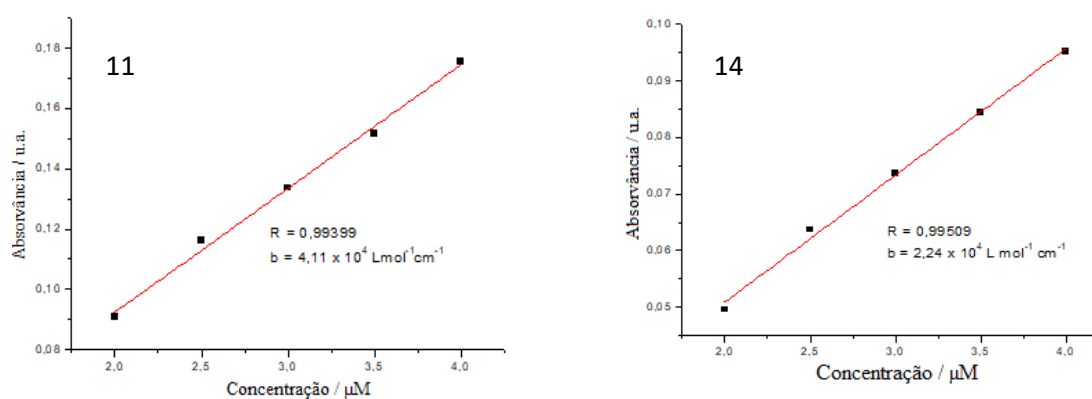 11
0,18
0,16
0,14
0,12
0,10
0,08
Absorvância / u.a.
R = 0,99399
b = 4,11 x 10⁴ Lmol⁻¹cm⁻¹
2,0 2,5 3,0 3,5 4,0
Concentração / μM
14
0,10
0,09
0,08
0,07
0,06
0,05
Absorvância / u.a.
R = 0,99509
b = 2,24 x 10⁴ L mol⁻¹ cm⁻¹
2,0 2,5 3,0 3,5 4,0
Concentração / μM